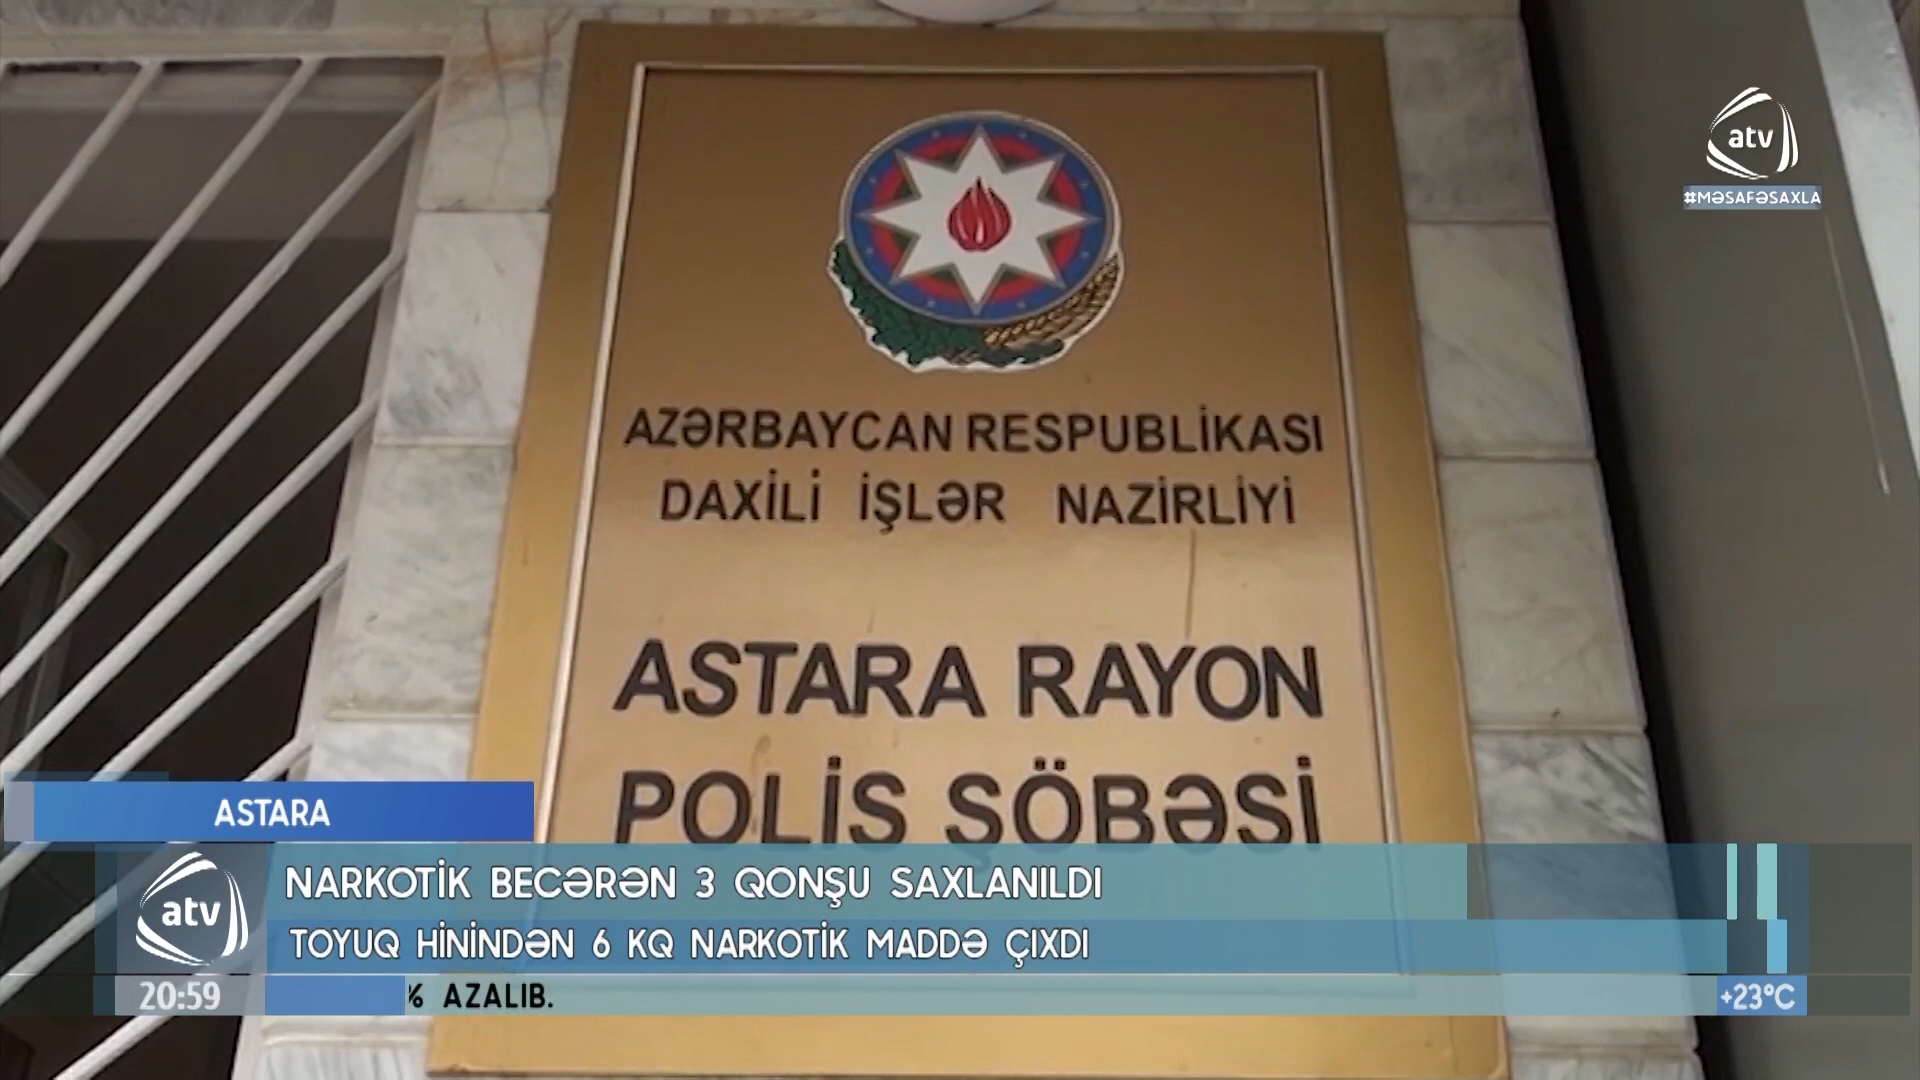 atv
#MƏSAFƏSAXLA
AZƏRBAYCAN RESPUBLİKASI
DAXİLİ İŞLƏR NAZİRLİYİ
ASTARA RAYON
POLİS ŞÖBƏSİ
ASTARA
atv
NARKOTİK BECƏRƏN 3 QONŞU SAXLANILDI
TOYUQ HİNİNDƏN 6 KQ NARKOTİK MADDƏ ÇIXDI
20:59
% AZALIB.
+23°C